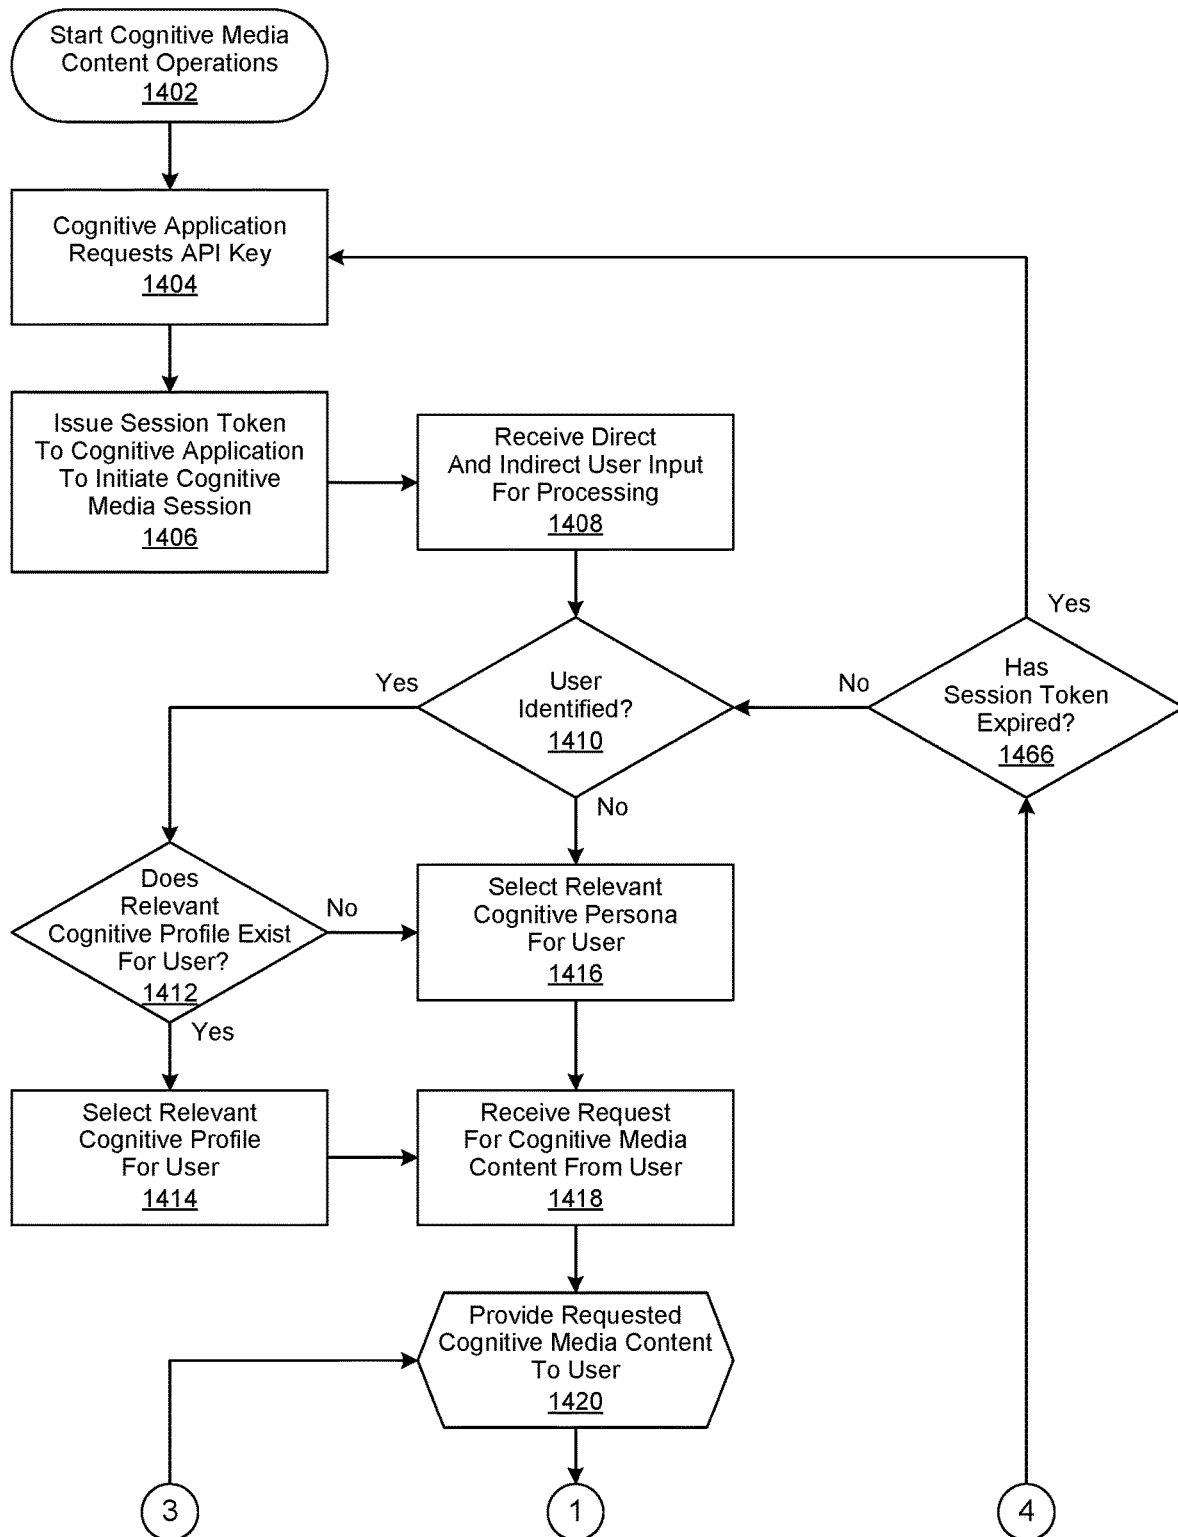 Start Cognitive Media
Content Operations
1402
Cognitive Application
Requests API Key
1404
Issue Session Token
To Cognitive Application
To Initiate Cognitive
Media Session
1406
Receive Direct
And Indirect User Input
For Processing
1408
Yes
User
Identified?
1410
No
No
Has
Session Token
Expired?
1466
Yes
Does
Relevant
Cognitive Profile Exist
For User?
1412
No
Yes
Select Relevant
Cognitive Persona
For User
1416
Select Relevant
Cognitive Profile
For User
1414
Receive Request
For Cognitive Media
Content From User
1418
Provide Requested
Cognitive Media Content
To User
1420
3
1
4